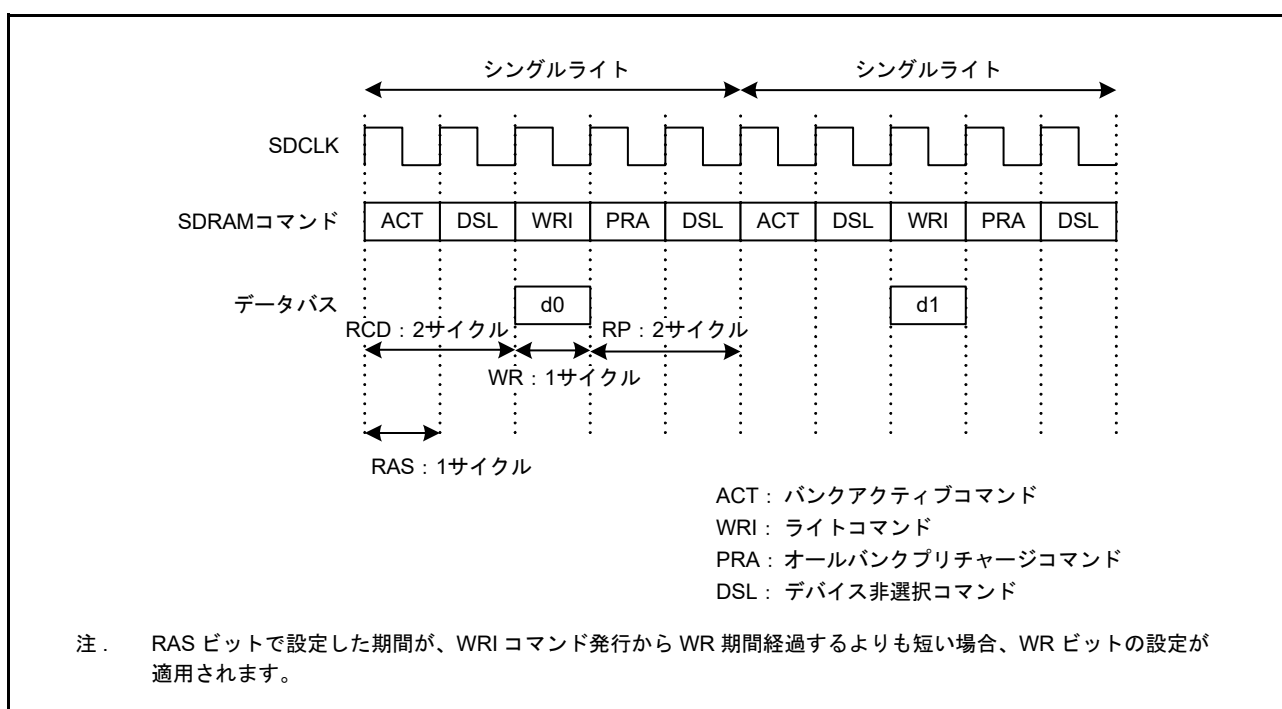 シングルライト シングルライト
SDCLK
SDRAMコマンド ACT DSL WRI PRA DSL ACT DSL WRI PRA DSL
データバス d0 d1
RCD：2サイクル RP：2サイクル
WR：1サイクル
RAS：1サイクル
ACT： バンクアクティブコマンド
WRI： ライトコマンド
PRA： オールバンクプリチャージコマンド
DSL： デバイス非選択コマンド
注． RAS ビットで設定した期間が、WRI コマンド発行から WR 期間経過するよりも短い場合、WR ビットの設定が
適用されます。